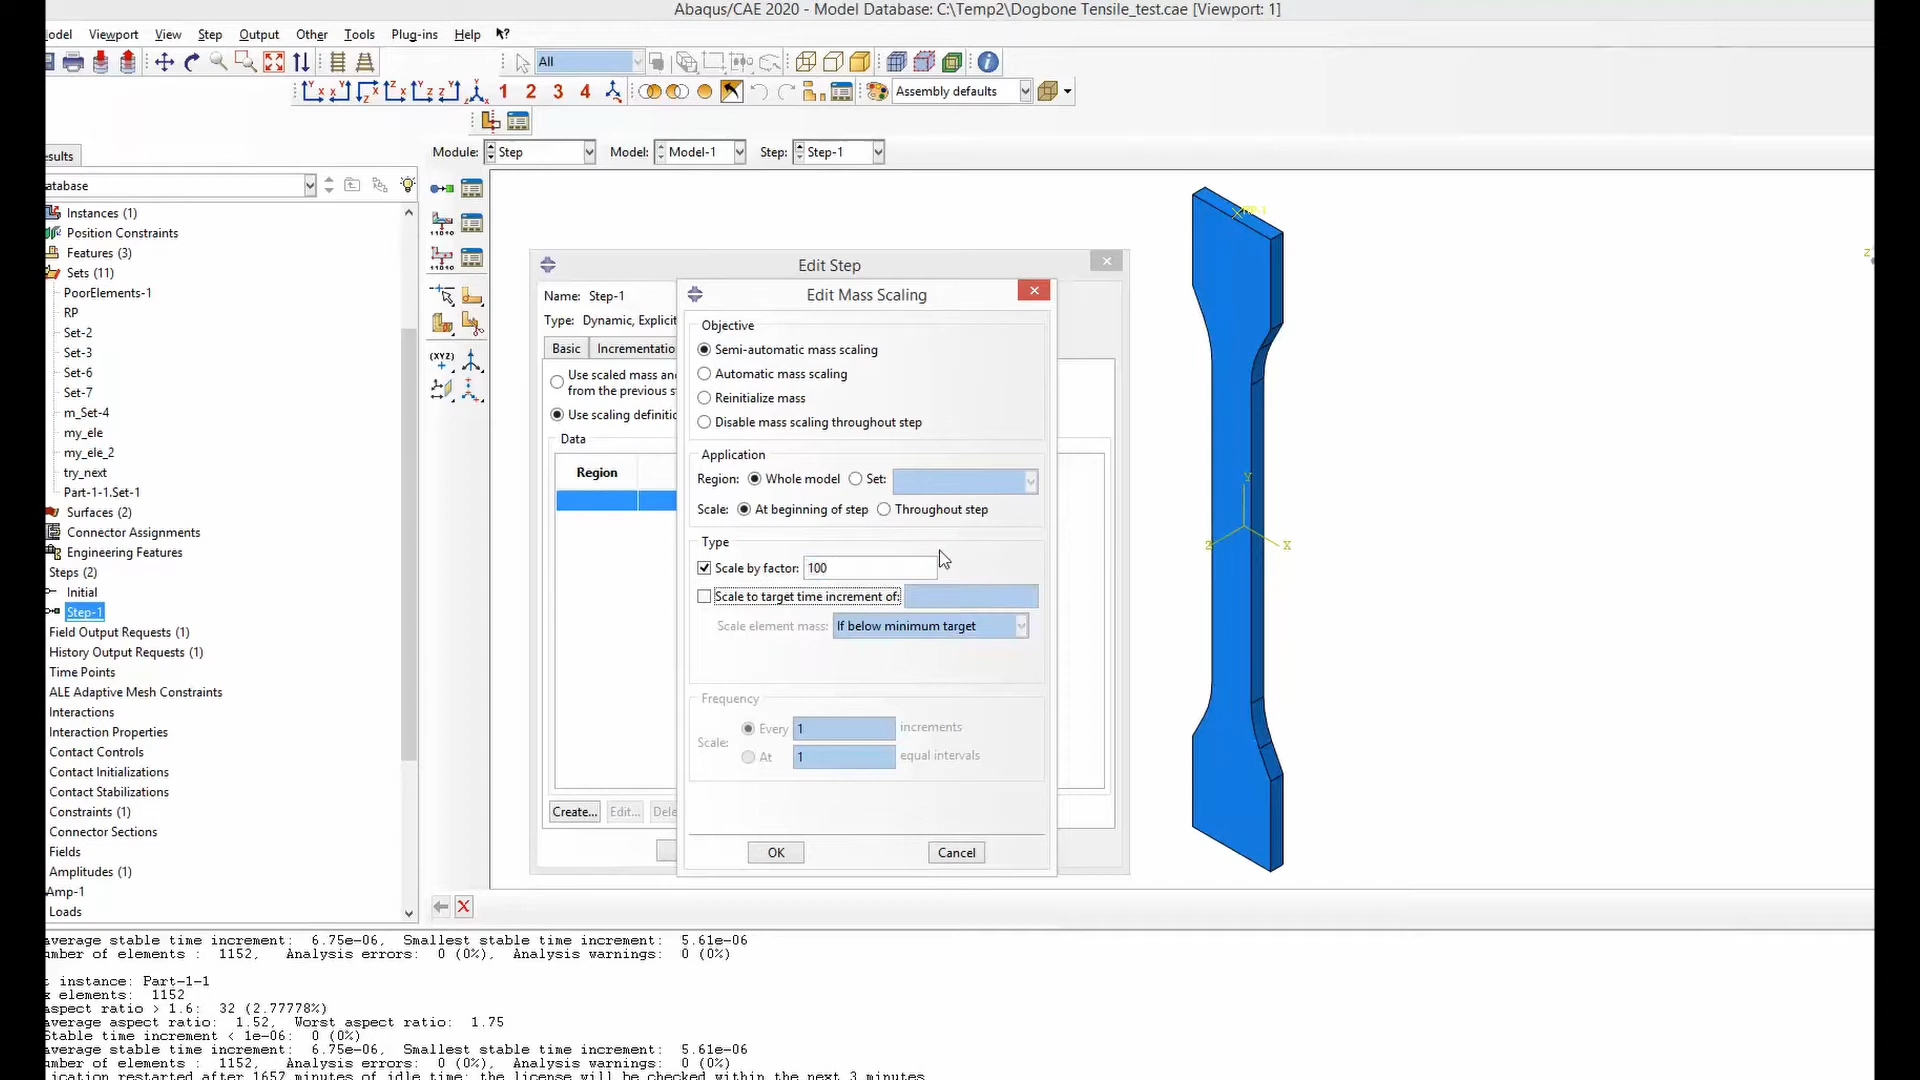 Abaqus/CAE 2020 - Model Database: C:\Temp2\Dogbone Tensile_test.cae [Viewport: 1]
odel Viewport View Step Output Other Tools Plug-ins Help
All
1 2 3 4 Assembly defaults
Module: Step Model: Model-1 Step: Step-1
esults
atabase
Instances (1)
Position Constraints
Features (3)
Sets (11)
PoorElements-1
RP
Set-2
Set-3
Set-6
Set-7
m_Set-4
my_ele
my_ele_2
try_next
Part-1-1.Set-1
Surfaces (2)
Connector Assignments
Engineering Features
Steps (2)
Initial
Step-1
Field Output Requests (1)
History Output Requests (1)
Time Points
ALE Adaptive Mesh Constraints
Interactions
Interaction Properties
Contact Controls
Contact Initializations
Contact Stabilizations
Constraints (1)
Connector Sections
Fields
Amplitudes (1)
Amp-1
Loads
Edit Step
Name: Step-1
Type: Dynamic, Explicit
Basic Incrementatio
Use scaled mass an
from the previous s
Use scaling definitio
Data
Region
Create... Edit... Dele
Edit Mass Scaling
Objective
Semi-automatic mass scaling
Automatic mass scaling
Reinitialize mass
Disable mass scaling throughout step
Application
Region: Whole model Set:
Scale: At beginning of step Throughout step
Type
Scale by factor: 100
Scale to target time increment of:
Scale element mass: If below minimum target
Frequency
Scale:
Every 1 increments
At 1 equal intervals
OK Cancel
Y
Z X
z
average stable time increment: 6.75e-06, Smallest stable time increment: 5.61e-06
umber of elements : 1152, Analysis errors: 0 (0%), Analysis warnings: 0 (0%)
t instance: Part-1-1
x elements: 1152
aspect ratio > 1.6: 32 (2.77778%)
average aspect ratio: 1.52, Worst aspect ratio: 1.75
Stable time increment < 1e-06: 0 (0%)
average stable time increment: 6.75e-06, Smallest stable time increment: 5.61e-06
umber of elements : 1152, Analysis errors: 0 (0%), Analysis warnings: 0 (0%)
ication restarted after 1657 minutes of idle time; the license will be checked within the next 3 minutes